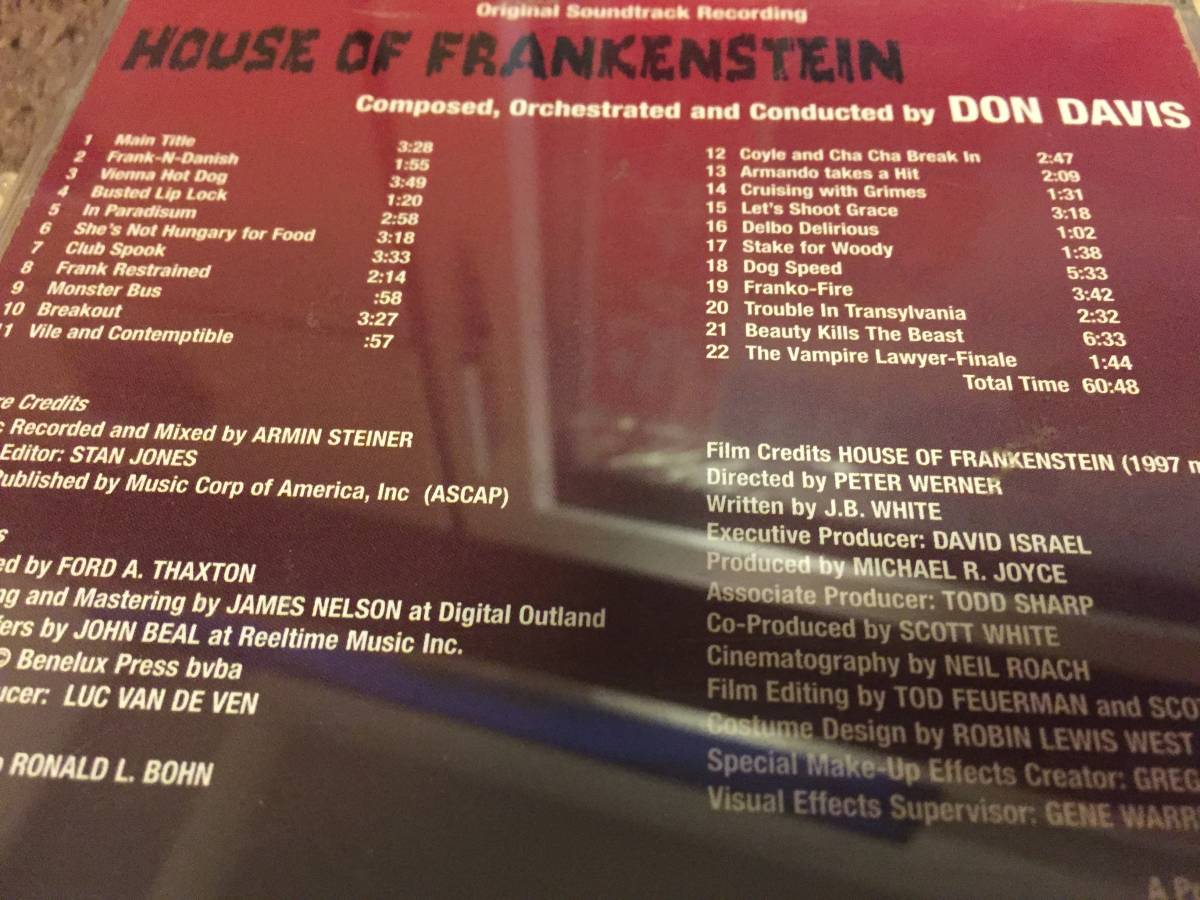 Original Soundtrack Recording
HOUSE OF FRANKENSTEIN
Composed, Orchestrated and Conducted by DON DAVIS
1 Main Title 3:28
2 Frank-N-Danish 1:55
3 Vienna Hot Dog 3:49
4 Busted Lip Lock 1:20
5 In Paradisum 2:58
6 She's Not Hungry for Food 3:18
7 Club Spook 3:33
8 Frank Restrained 2:14
9 Monster Bus :58
10 Breakout 3:27
11 Vile and Contemptible :57
12 Coyle and Cha Cha Break In 2:47
13 Armando takes a Hit 2:09
14 Cruising with Grimes 1:31
15 Let's Shoot Grace 3:18
16 Delbo Delirious 1:02
17 Stake for Woody 1:38
18 Dog Speed 5:33
19 Franko-Fire 3:42
20 Trouble In Transylvania 2:32
21 Beauty Kills The Beast 6:33
22 The Vampire Lawyer-Finale 1:44
Total Time 60:48
Credits
Recorded and Mixed by ARMIN STEINER
Editor: STAN JONES
Published by Music Corp of America, Inc (ASCAP)
by FORD A. THAXTON
and Mastering by JAMES NELSON at Digital Outland
by JOHN BEAL at Reeltime Music Inc.
© Benelux Press bvba
LUC VAN DE VEN
RONALD L. BOHN
Film Credits HOUSE OF FRANKENSTEIN (1997
Directed by PETER WERNER
Written by J.B. WHITE
Executive Producer: DAVID ISRAEL
Produced by MICHAEL R. JOYCE
Associate Producer: TODD SHARP
Co-Produced by SCOTT WHITE
Cinematography by NEIL ROACH
Film Editing by TOD FEUERMAN and
Costume Design by ROBIN LEWIS WEST
Special Make-Up Effects Creator: GREG
Visual Effects Supervisor: GENE
A